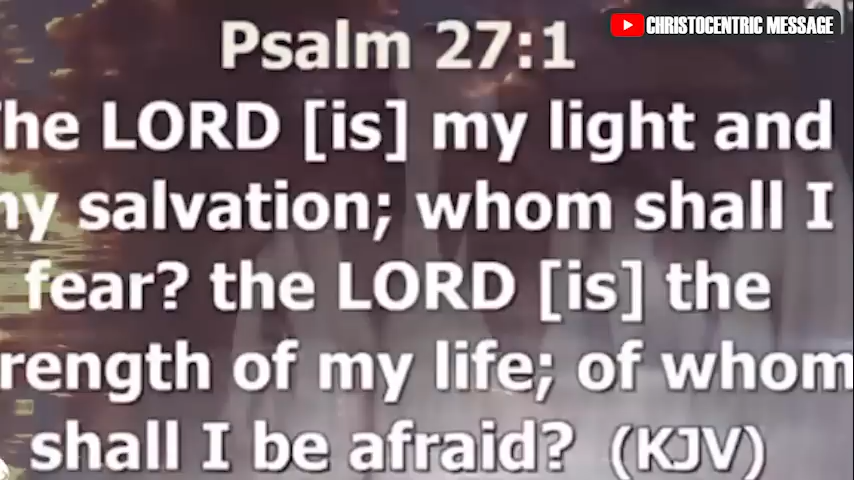 CHRISTOCENTRIC MESSAGE
Psalm 27:1
he LORD [is] my light and
y salvation; whom shall I
fear? the LORD [is] the
rength of my life; of whom
shall I be afraid? (KJV)